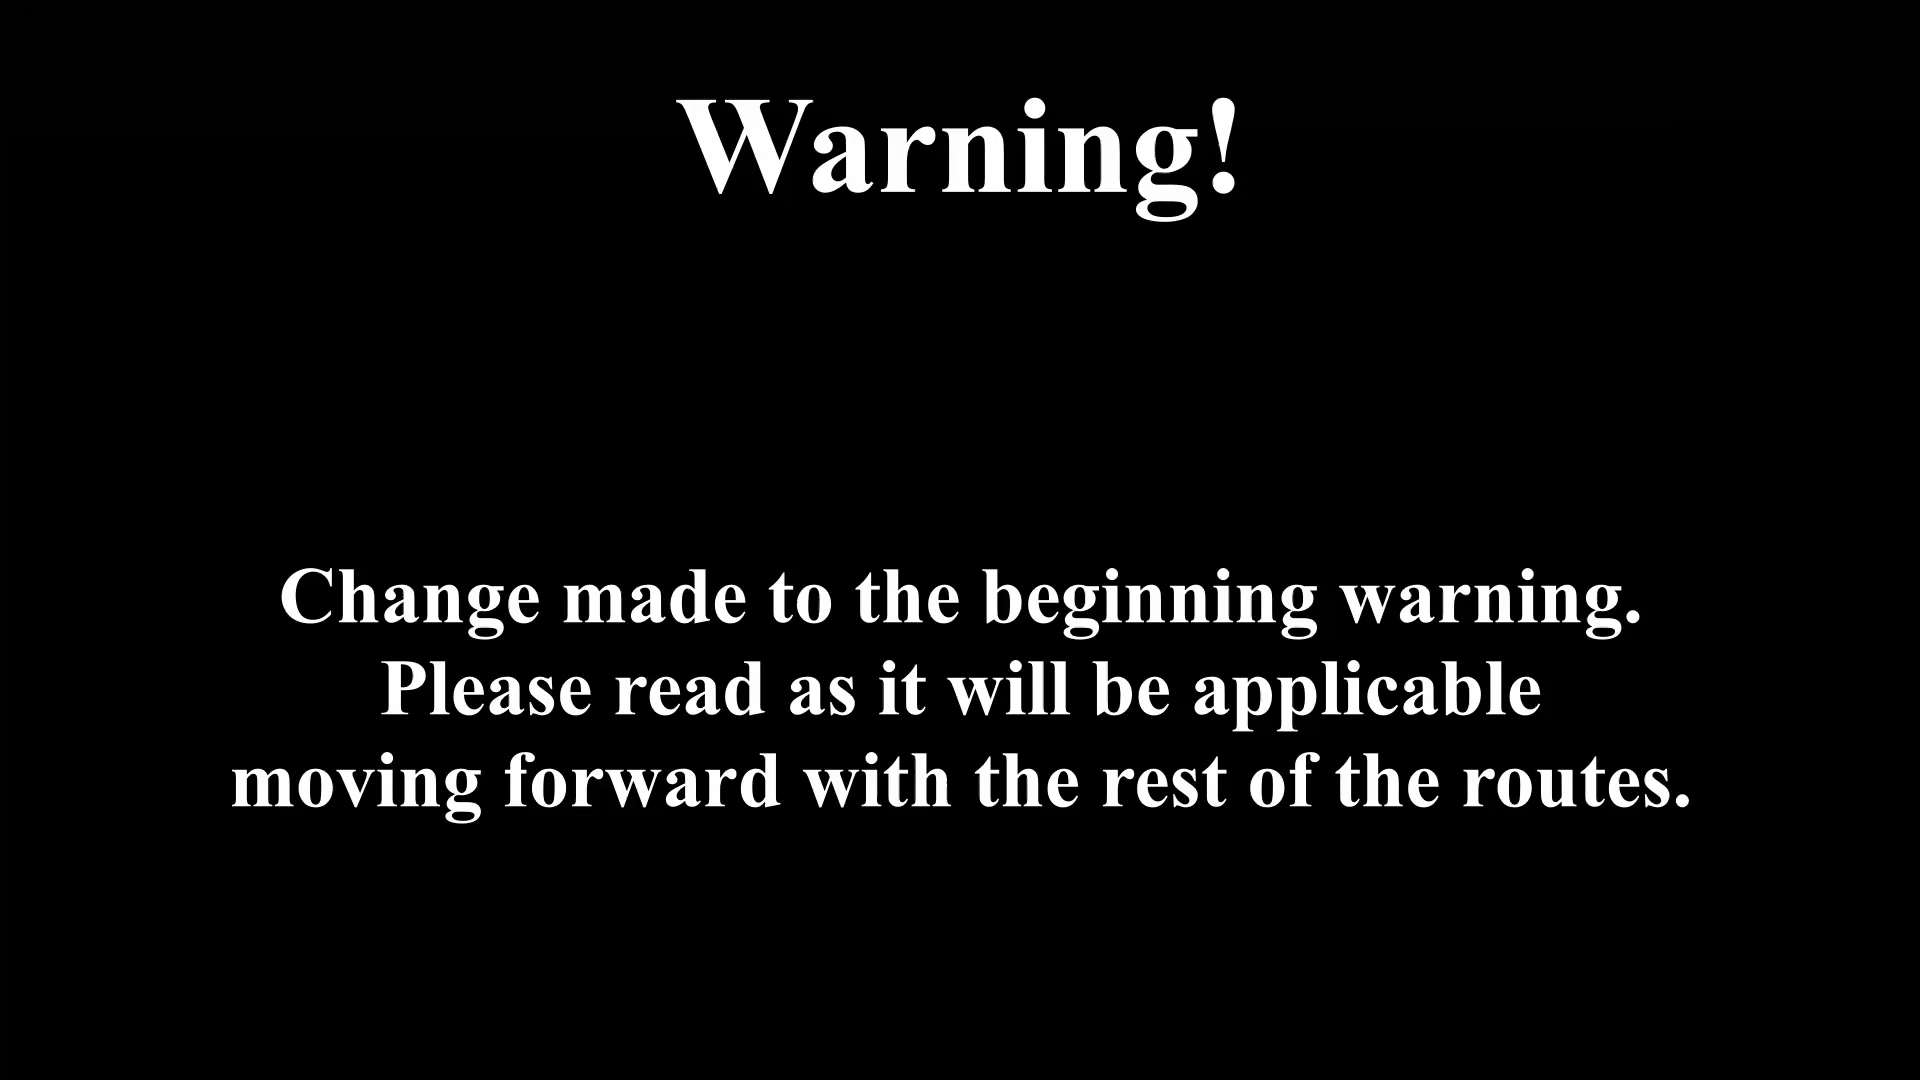 Warning!
Change made to the beginning warning.
Please read as it will be applicable
moving forward with the rest of the routes.